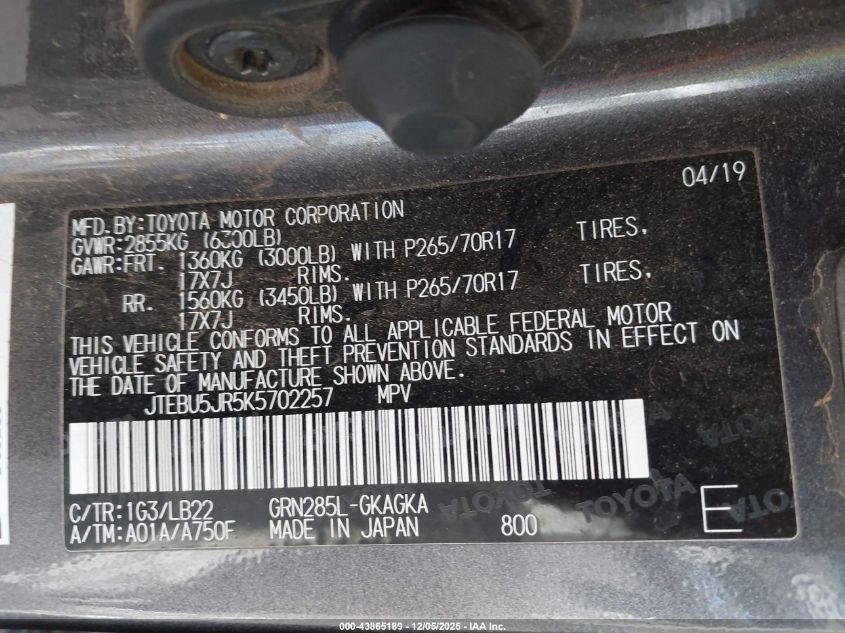 04/19
MFD.BY:TOYOTA MOTOR CORPORATION
GVWR:2855KG (6300LB)
GAWR:FRT. 1360KG (3000LB) WITH P265/70R17 TIRES,
17X7J RIMS.
RR. 1560KG (3450LB) WITH P265/70R17 TIRES,
17X7J RIMS.
THIS VEHICLE CONFORMS TO ALL APPLICABLE FEDERAL MOTOR
VEHICLE SAFETY AND THEFT PREVENTION STANDARDS IN EFFECT ON
THE DATE OF MANUFACTURE SHOWN ABOVE.
JTEBU5JR5K5702257 MPV
C/TR:1G3/LB22 GRN285L-GKAGKA
A/TM:A01A/A750F MADE IN JAPAN 800 E
TOYOTA
000-43865189 - 12/05/2025 - IAA Inc.